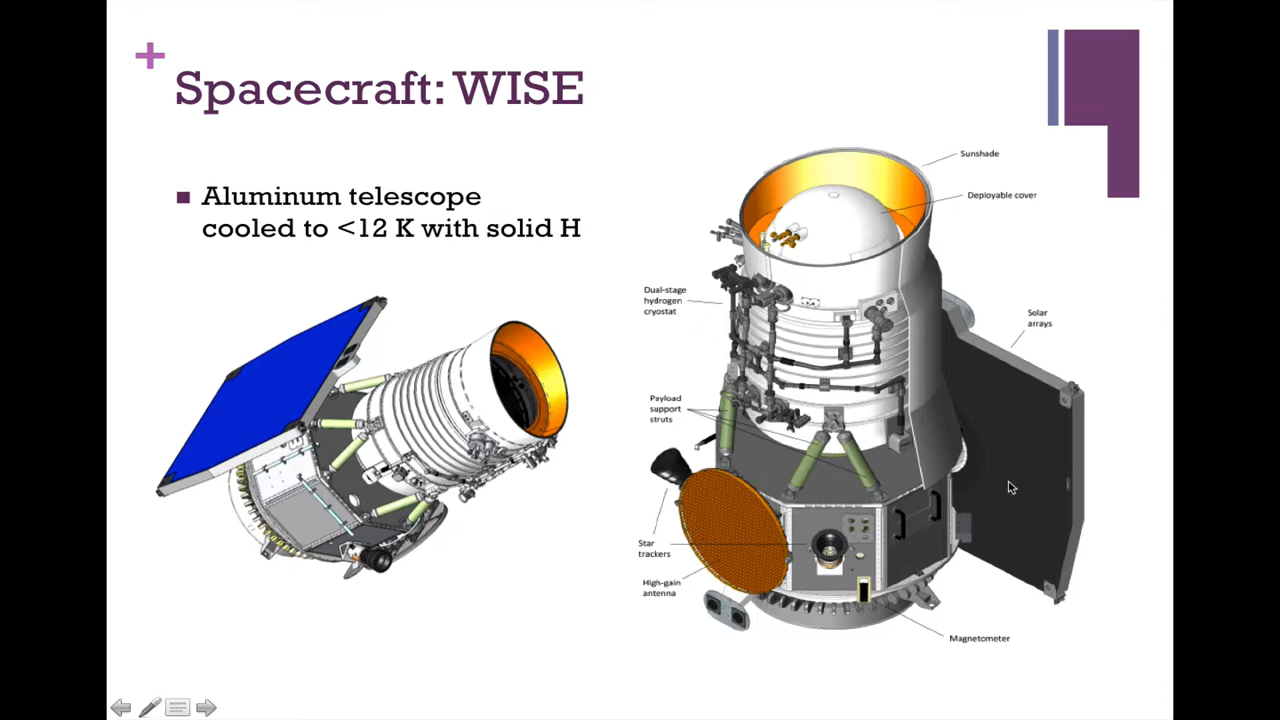 +
Spacecraft: WISE
Aluminum telescope
cooled to <12 K with solid H
Sunshade
Deployable cover
Dual-stage
hydrogen
cryostat
Solar
arrays
Payload
support
struts
Star
trackers
High-gain
antenna
Magnetometer